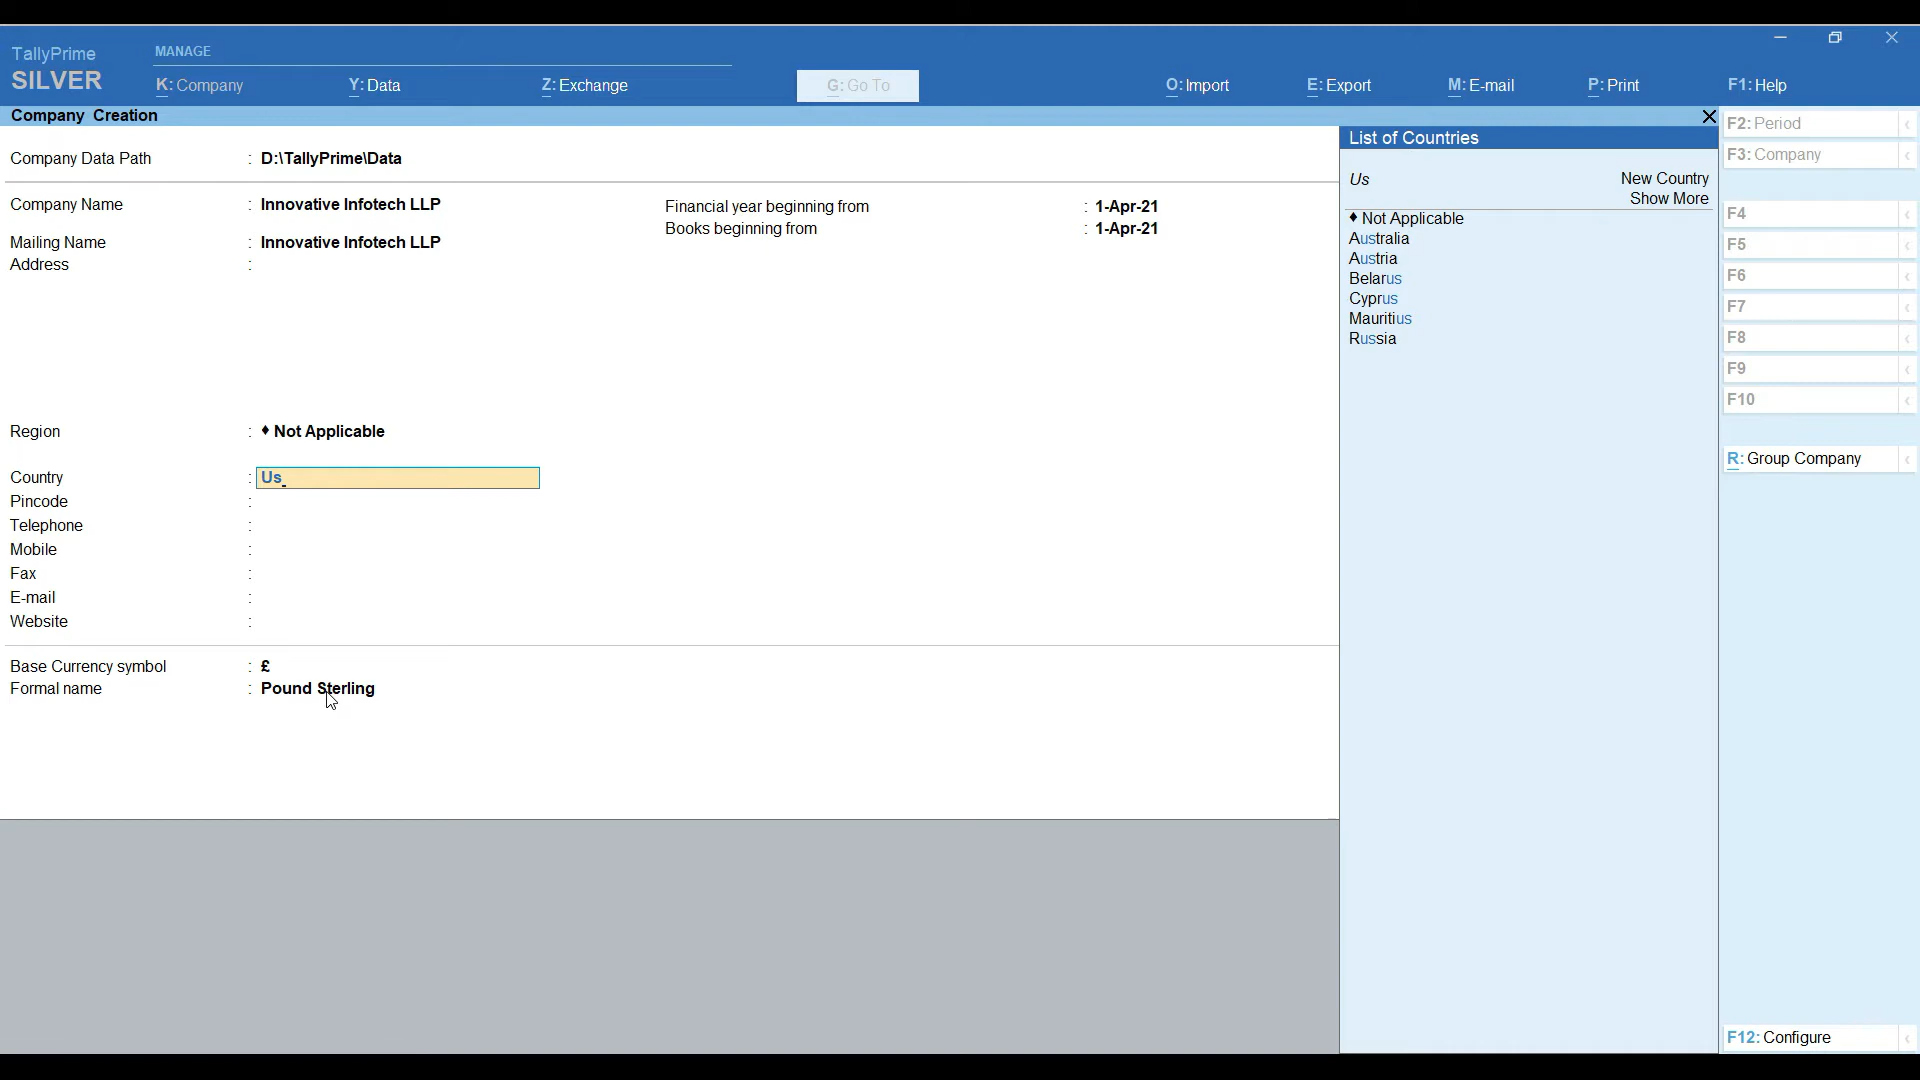 TallyPrime
SILVER
MANAGE
K: Company
Y: Data
Z: Exchange
G: Go To
O: Import
E: Export
M: E-mail
P: Print
F1: Help
Company Creation
Company Data Path : D:\TallyPrime\Data
Company Name : Innovative Infotech LLP
Financial year beginning from : 1-Apr-21
Books beginning from : 1-Apr-21
Mailing Name : Innovative Infotech LLP
Address :
Region : ♦ Not Applicable
Country : Us
Pincode :
Telephone :
Mobile :
Fax :
E-mail :
Website :
Base Currency symbol : £
Formal name : Pound Sterling
List of Countries
Us
New Country
Show More
♦ Not Applicable
Australia
Austria
Belarus
Cyprus
Mauritius
Russia
F2: Period
F3: Company
F4
F5
F6
F7
F8
F9
F10
R: Group Company
F12: Configure